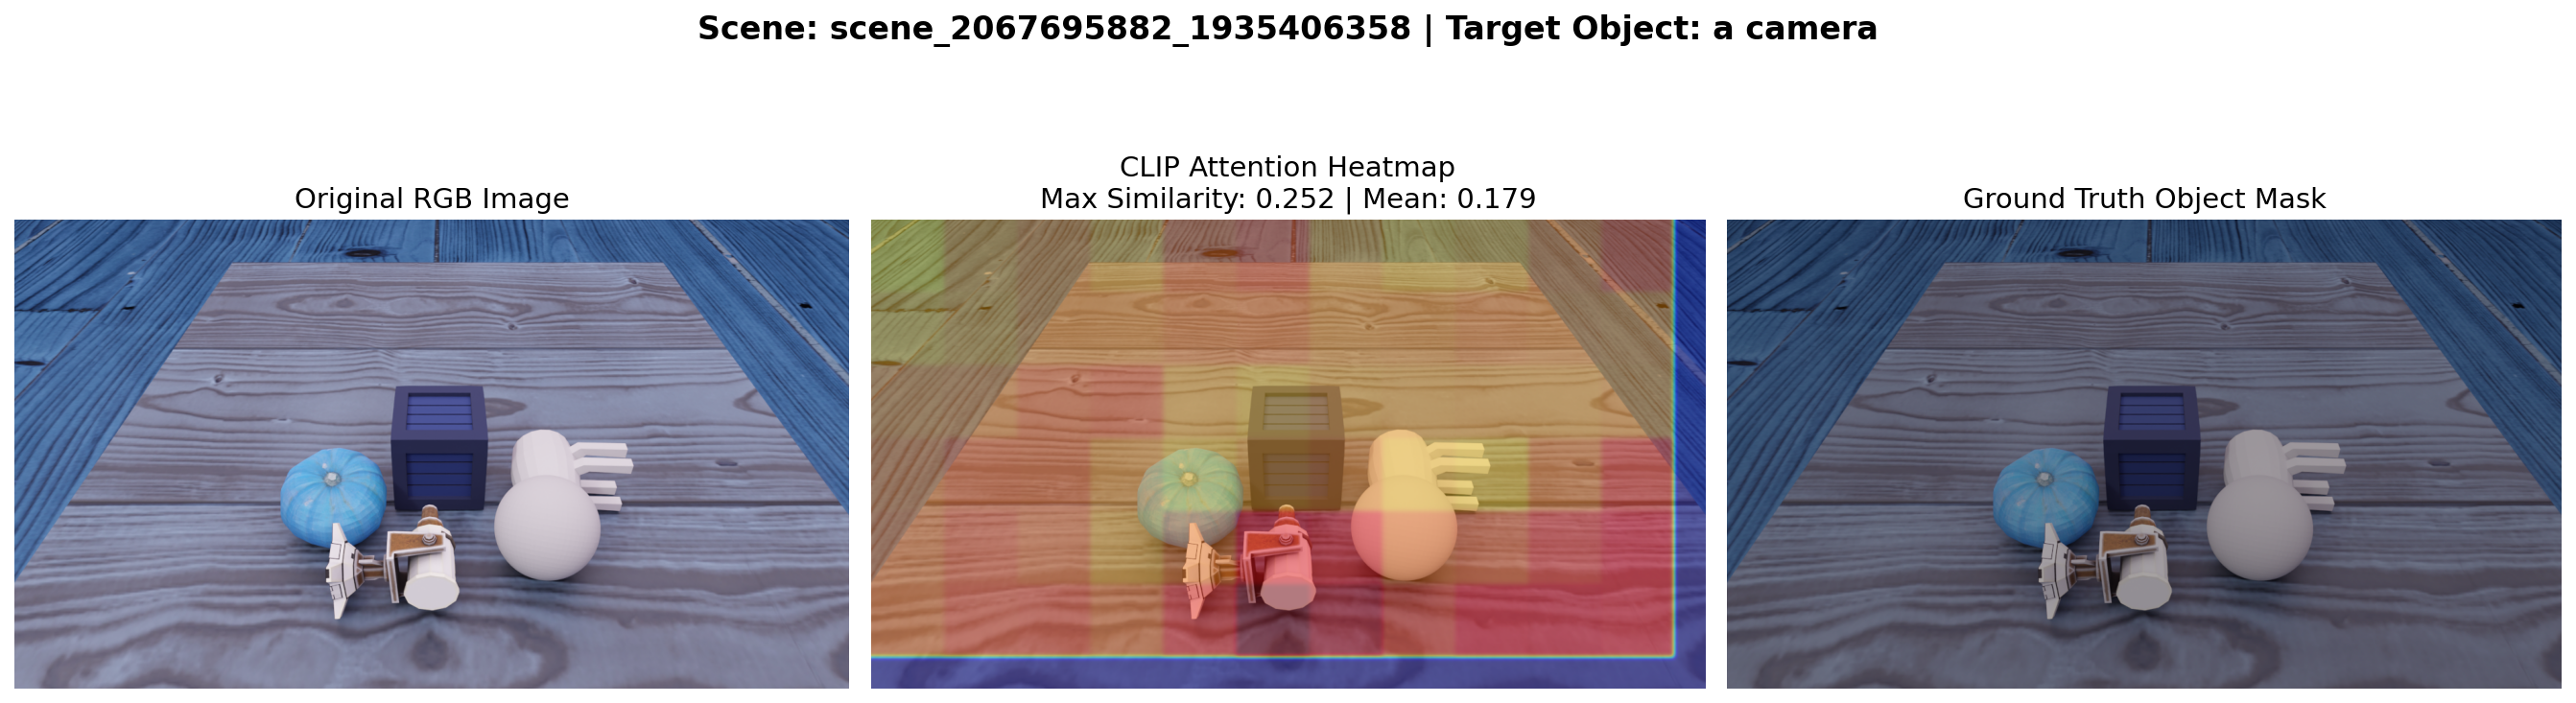 Scene: scene_2067695882_1935406358 | Target Object: a camera
Original RGB Image
CLIP Attention Heatmap
Max Similarity: 0.252 | Mean: 0.179
Ground Truth Object Mask